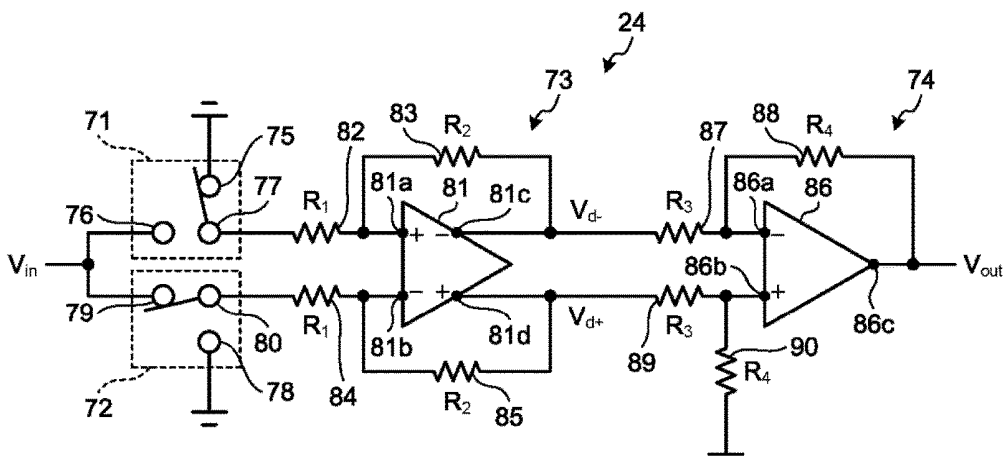 24
73
74
71
75
83
R2
82
81a
81
81c
87
88
R4
86a
86
76
77
R1
Vd-
R3
86b
Vin
Vout
79
80
R1
81b
81d
Vd+
R3
86c
78
84
R2
85
89
R4
90
72
+
−
−
+
−
+